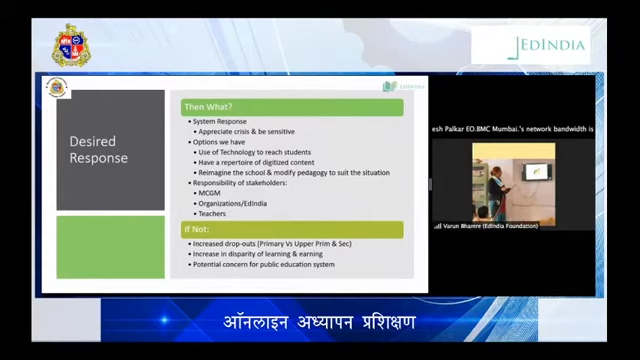 EDINDIA
Desired
Response
Then What?
• System Response
• Appreciate crisis & be sensitive
• Options we have
• Use of Technology to reach students
• Have a repertoire of digitized content
• Reimagine the school & modify pedagogy to suit the situation
• Responsibility of stakeholders:
• MCGM
• Organizations/EdIndia
• Teachers
If Not:
• Increased drop-outs (Primary Vs Upper Prim & Sec)
• Increase in disparity of learning & earning
• Potential concern for public education system
esh Palkar EO.BMC Mumbai.'s network bandwidth is
Varun Bhamre (EdIndia Foundation)
ऑनलाइन अध्यापन प्रशिक्षण